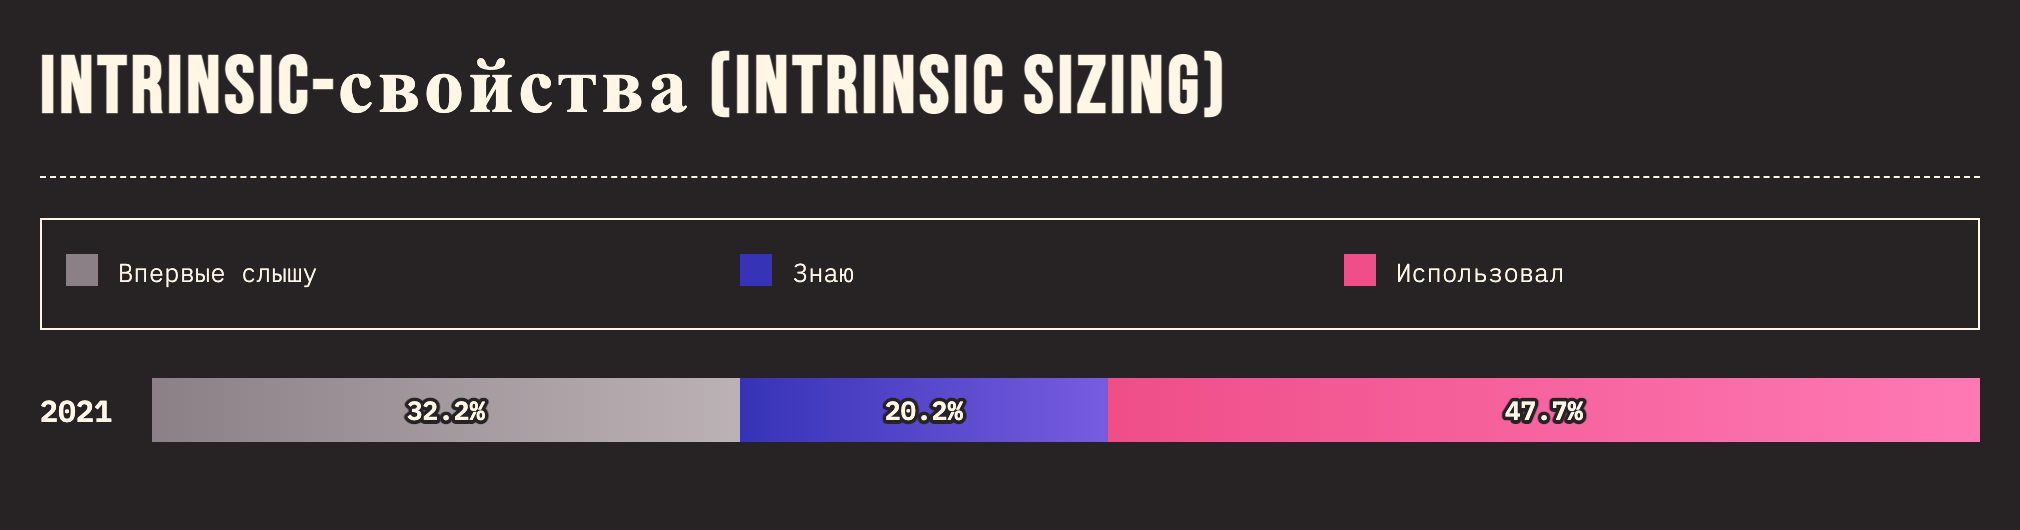 INTRINSIC-свойства (INTRINSIC SIZING)
Впервые слышу Знаю Использовал
2021 32.2% 20.2% 47.7%